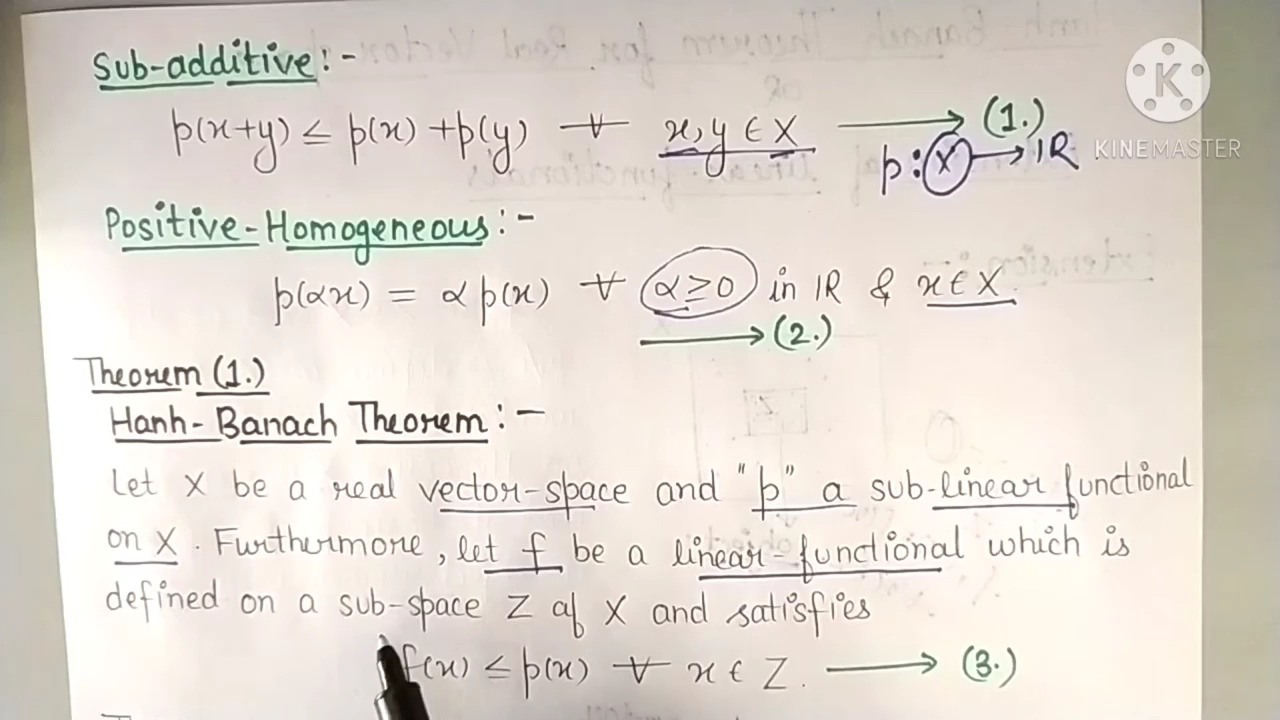 Sub-additive :-
p(x+y) ≤ p(x) + p(y) ∀ x, y ∈ X ⟶ (1.)
p : X → IR
K
KINEMASTER
Positive-Homogeneous :-
p(αx) = α p(x) ∀ α ≥ 0 in IR & x ∈ X.
⟶ (2.)
Theorem (1.)
Hanh-Banach Theorem :-
Let X be a real vector-space and "p" a sub-linear functional
on X. Furthermore, let f be a linear-functional which is
defined on a sub-space Z of X and satisfies
f(x) ≤ p(x) ∀ x ∈ Z. ⟶ (3.)